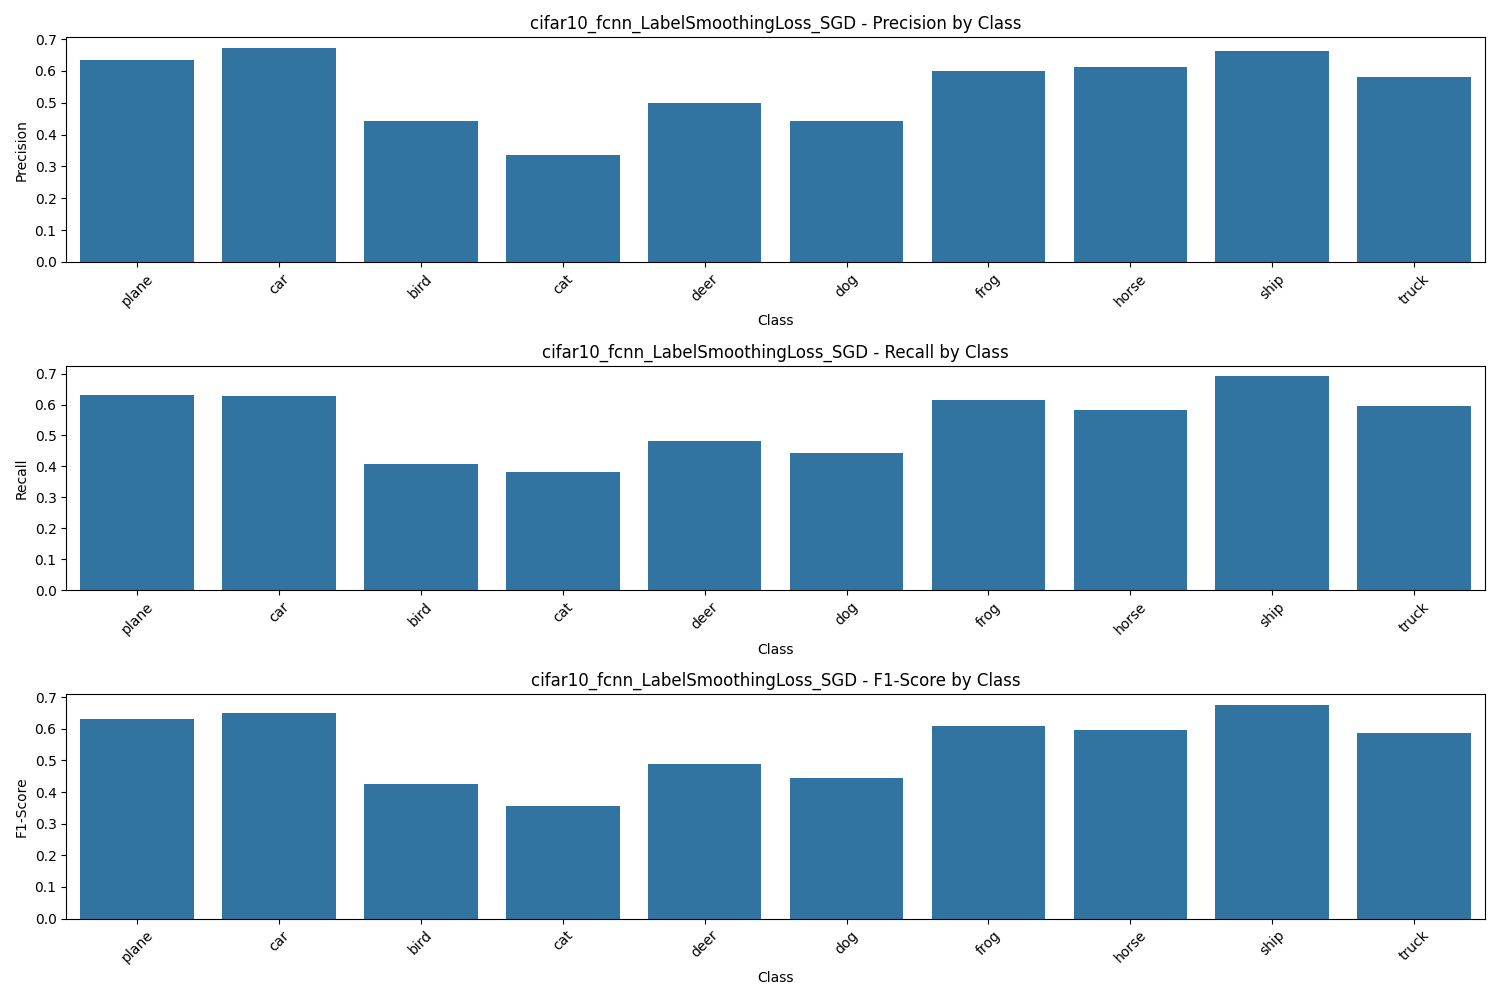 cifar10_fcnn_LabelSmoothingLoss_SGD - Precision by Class
0.7
0.6
0.5
0.4
0.3
0.2
0.1
0.0
Precision
plane car bird cat deer dog frog horse ship truck
Class
cifar10_fcnn_LabelSmoothingLoss_SGD - Recall by Class
0.7
0.6
0.5
0.4
0.3
0.2
0.1
0.0
Recall
plane car bird cat deer dog frog horse ship truck
Class
cifar10_fcnn_LabelSmoothingLoss_SGD - F1-Score by Class
0.7
0.6
0.5
0.4
0.3
0.2
0.1
0.0
F1-Score
plane car bird cat deer dog frog horse ship truck
Class